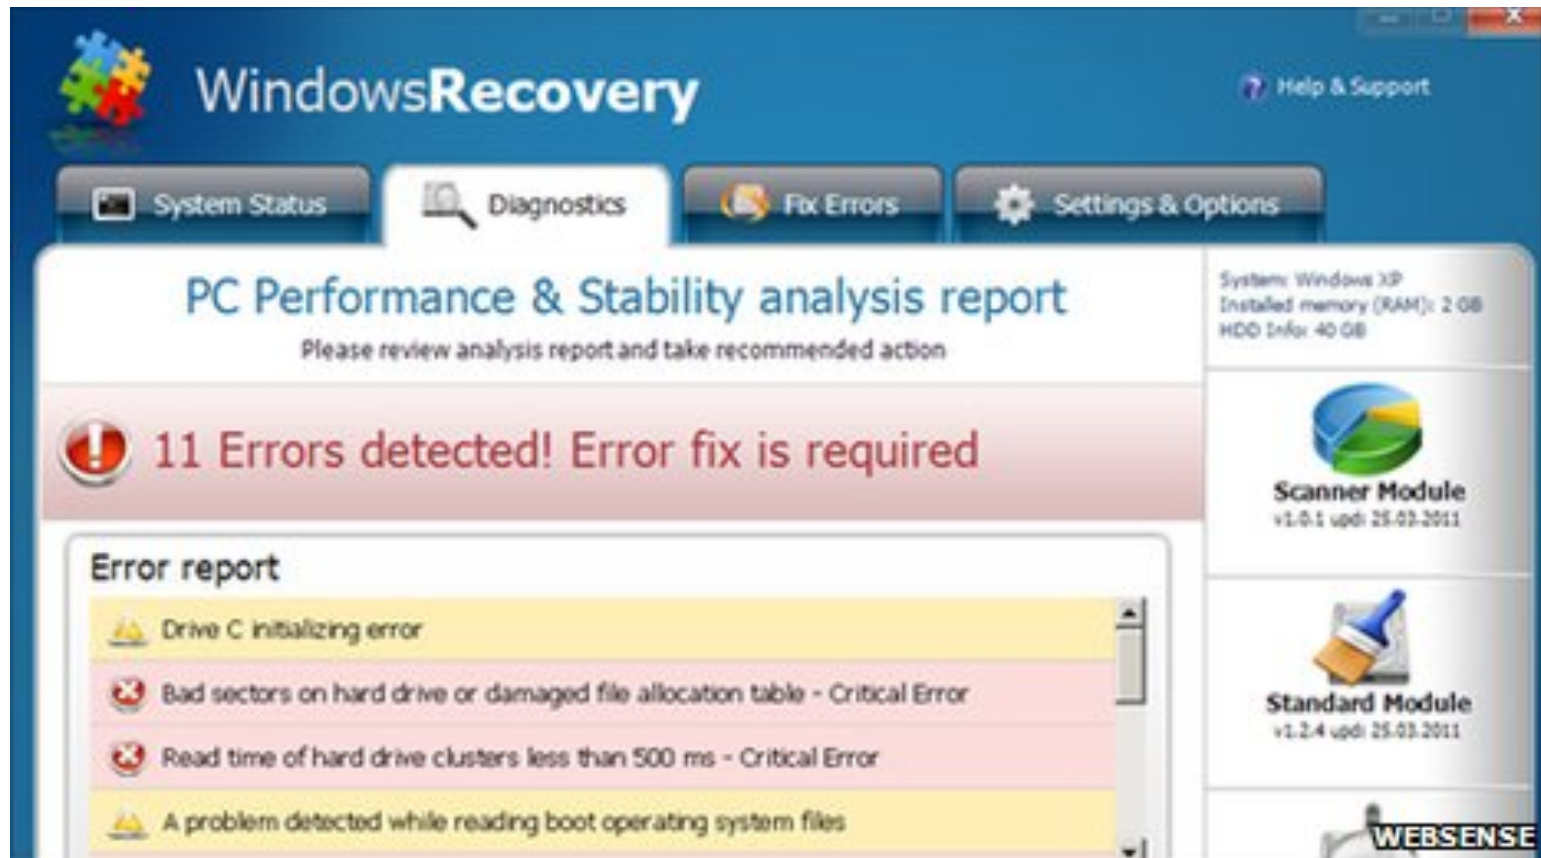 WindowsRecovery
Help & Support
System Status
Diagnostics
Fix Errors
Settings & Options
PC Performance & Stability analysis report
Please review analysis report and take recommended action
System: Windows XP
Installed memory (RAM): 2 GB
HDD Info: 40 GB
11 Errors detected! Error fix is required
Scanner Module
v1.0.1 upd: 25.03.2011
Error report
Drive C initializing error
Bad sectors on hard drive or damaged file allocation table - Critical Error
Read time of hard drive clusters less than 500 ms - Critical Error
A problem detected while reading boot operating system files
Standard Module
v1.2.4 upd: 25.03.2011
WEBSENSE